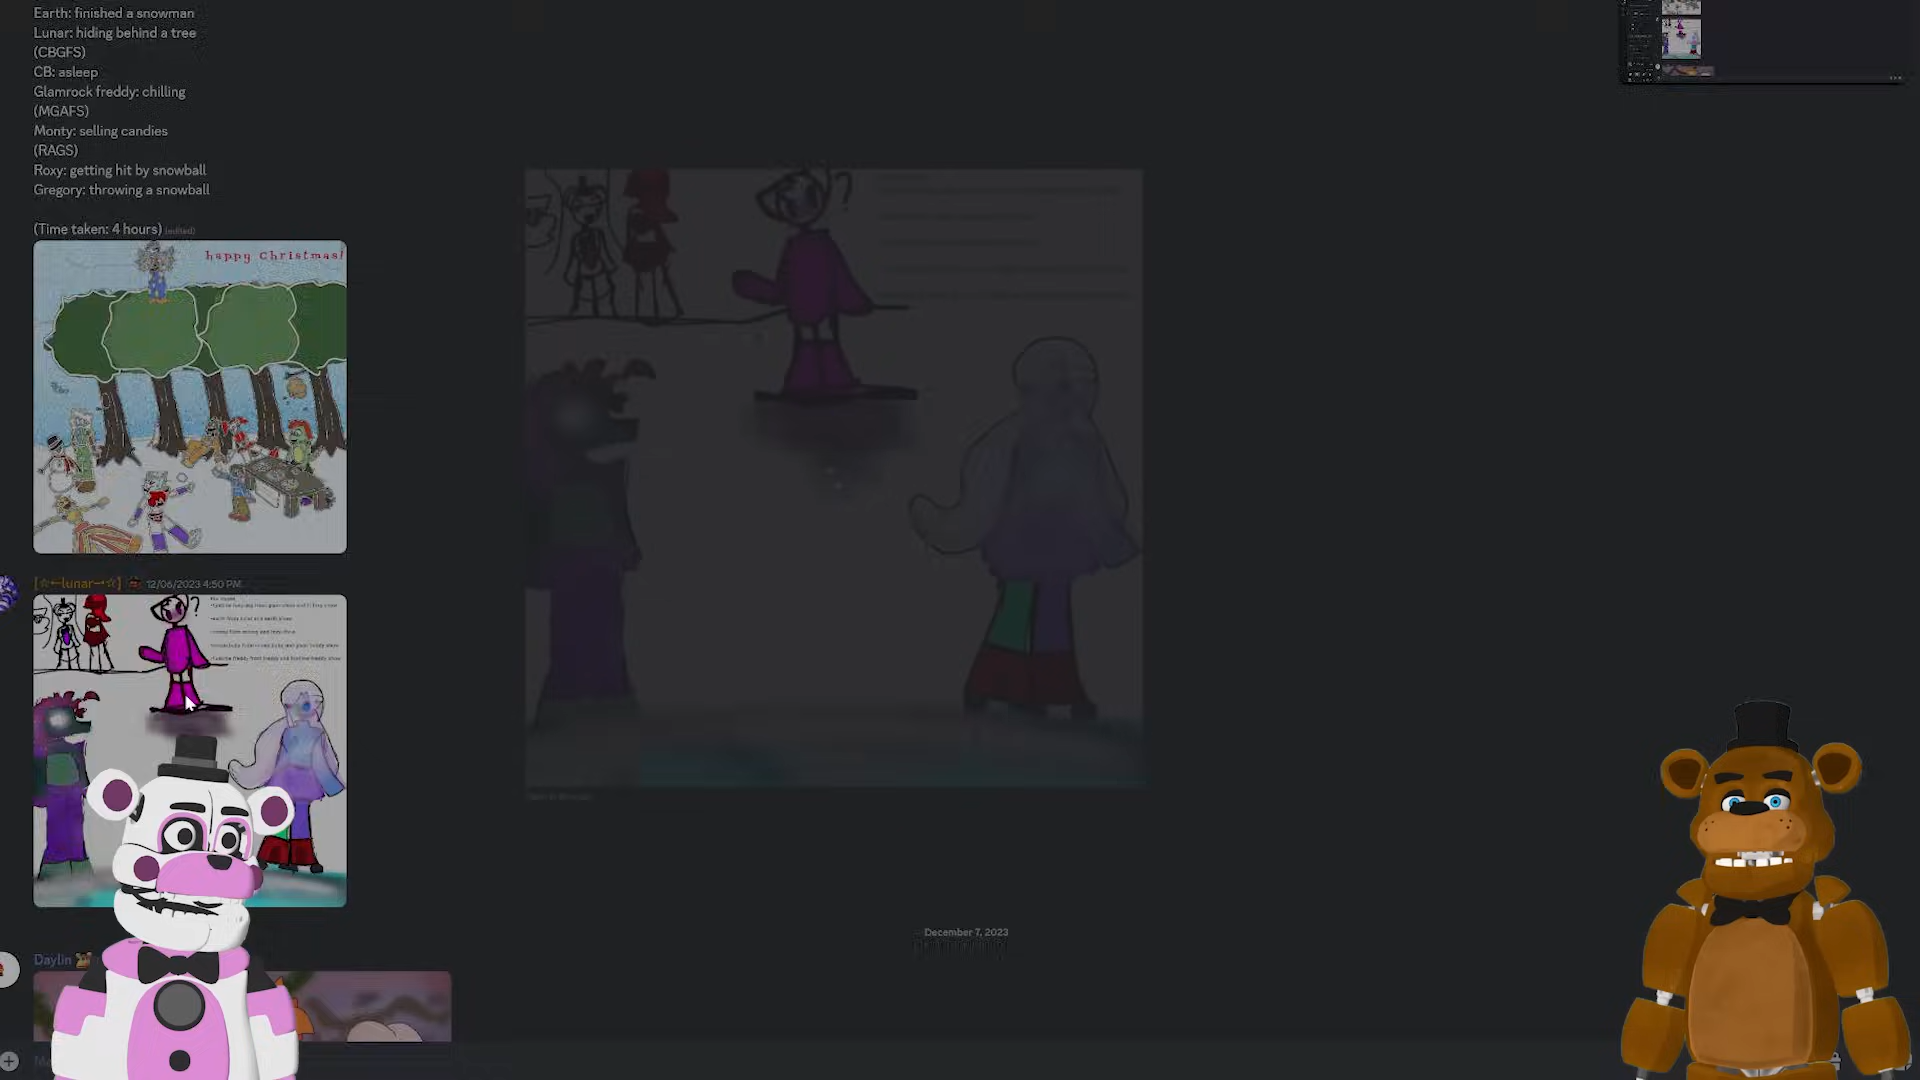 Earth: finished a snowman
Lunar: hiding behind a tree
(CBGFS)
CB: asleep
Glamrock freddy: chilling
(MGAFS)
Monty: selling candies
(RAGS)
Roxy: getting hit by snowball
Gregory: throwing a snowball
(Time taken: 4 hours) (edited)
happy Christmas!
[☆~lunar~☆] 12/06/2023 4:50 PM
?
?
December 7, 2023
Daylin